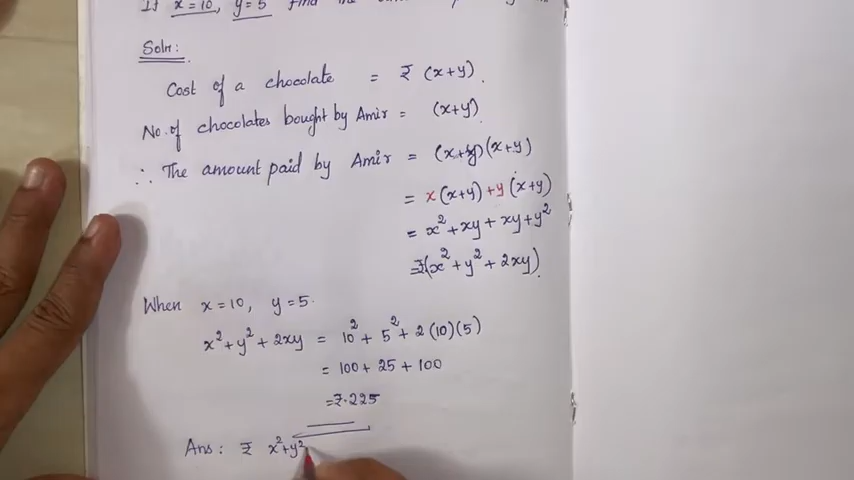 If x = 10, y = 5 find the
Soln:
Cost of a chocolate = ₹ (x+y).
No. of chocolates bought by Amir = (x+y).
∴ The amount paid by Amir = (x+y)(x+y)
= x(x+y)+y(x+y)
= x²+xy+xy+y²
=₹(x²+y²+2xy).
When x=10, y=5.
x²+y²+2xy = 10²+5²+2(10)(5)
= 100+25+100
=₹.225
Ans: ₹ x²+y²